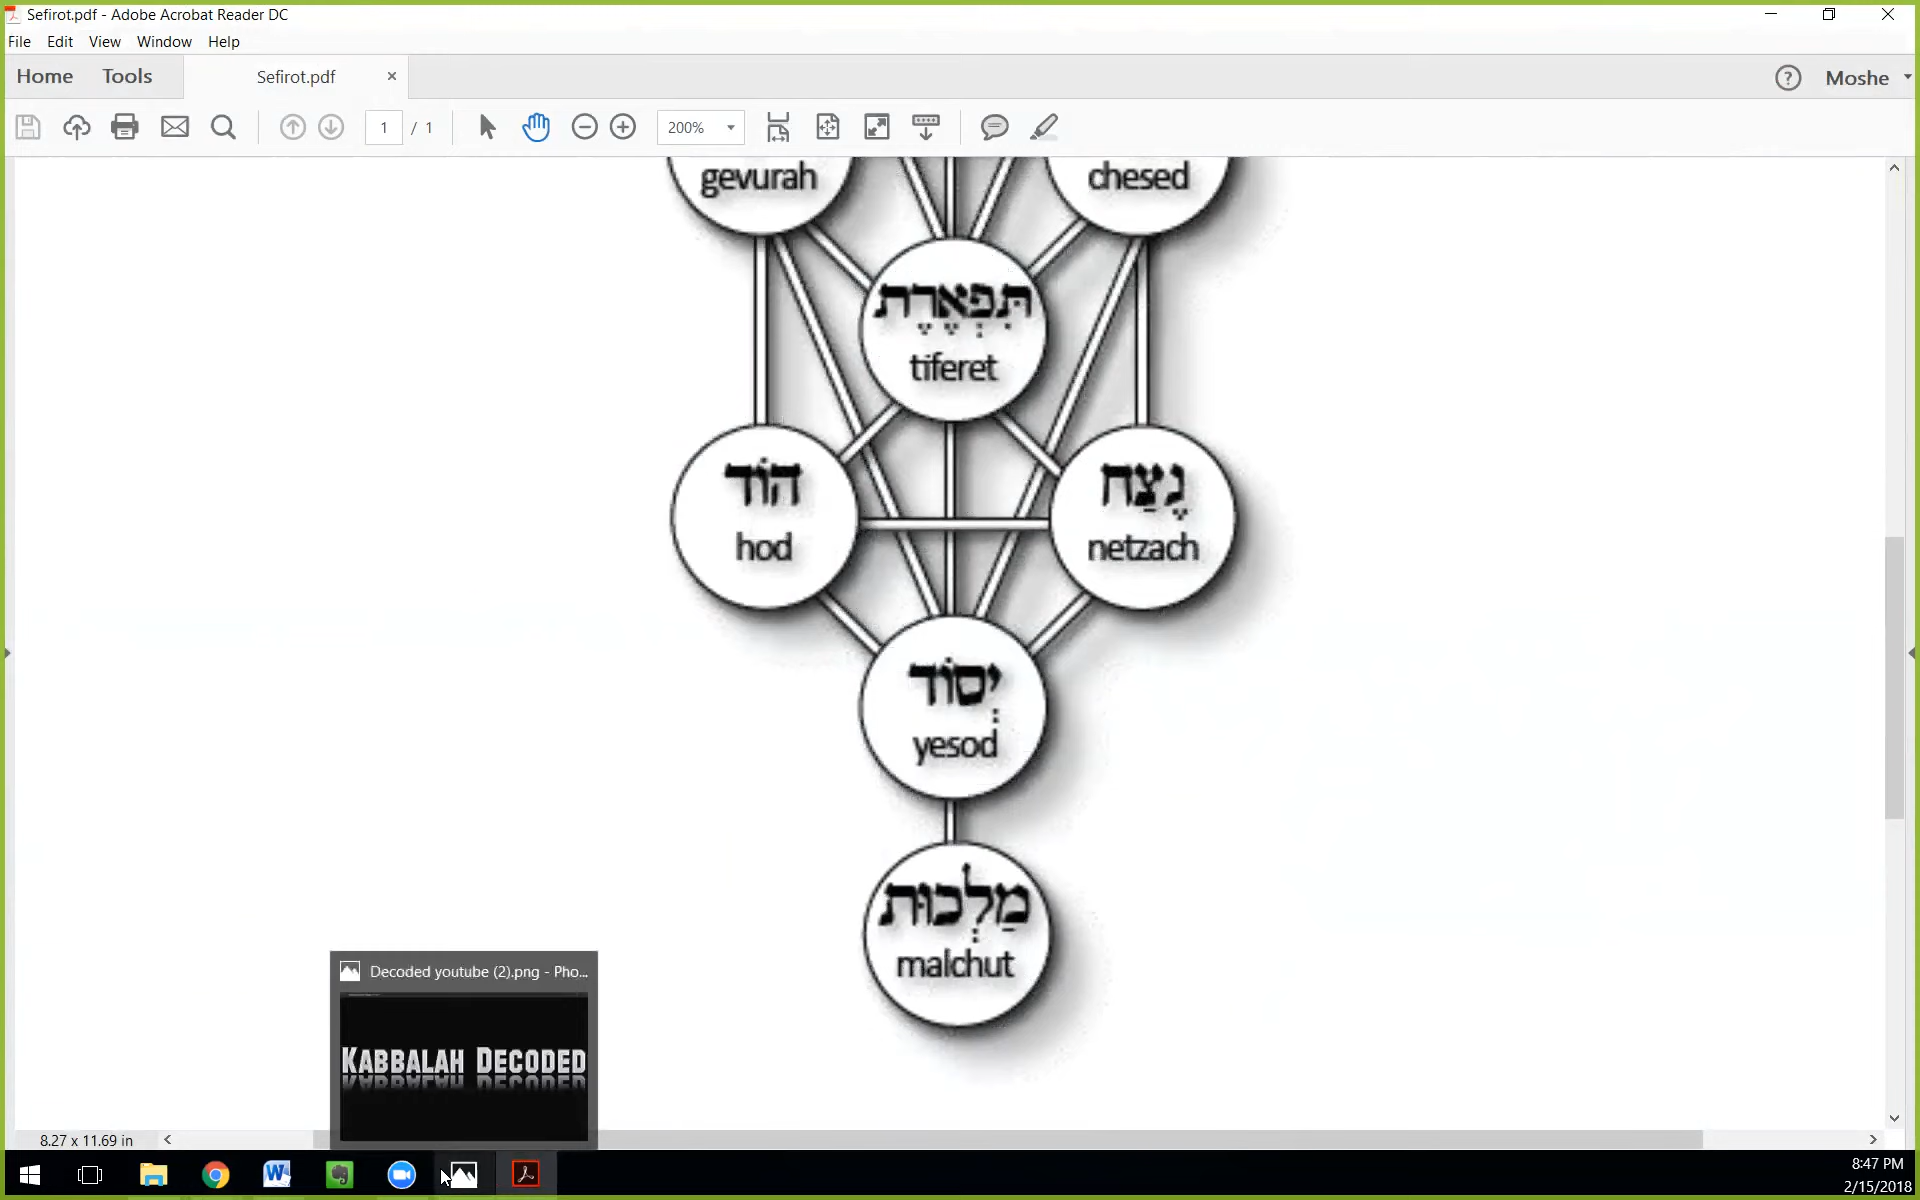 Sefirot.pdf - Adobe Acrobat Reader DC
File Edit View Window Help
Home Tools Sefirot.pdf Moshe
1 / 1 200%
gevurah chesed
תִּפְאֶרֶת
tiferet
הוֹד נֶצַח
hod netzach
יְסוֹד
yesod
מַלְכוּת
malchut
Decoded youtube (2).png - Pho...
KABBALAH DECODED
8.27 x 11.69 in
8:47 PM
2/15/2018